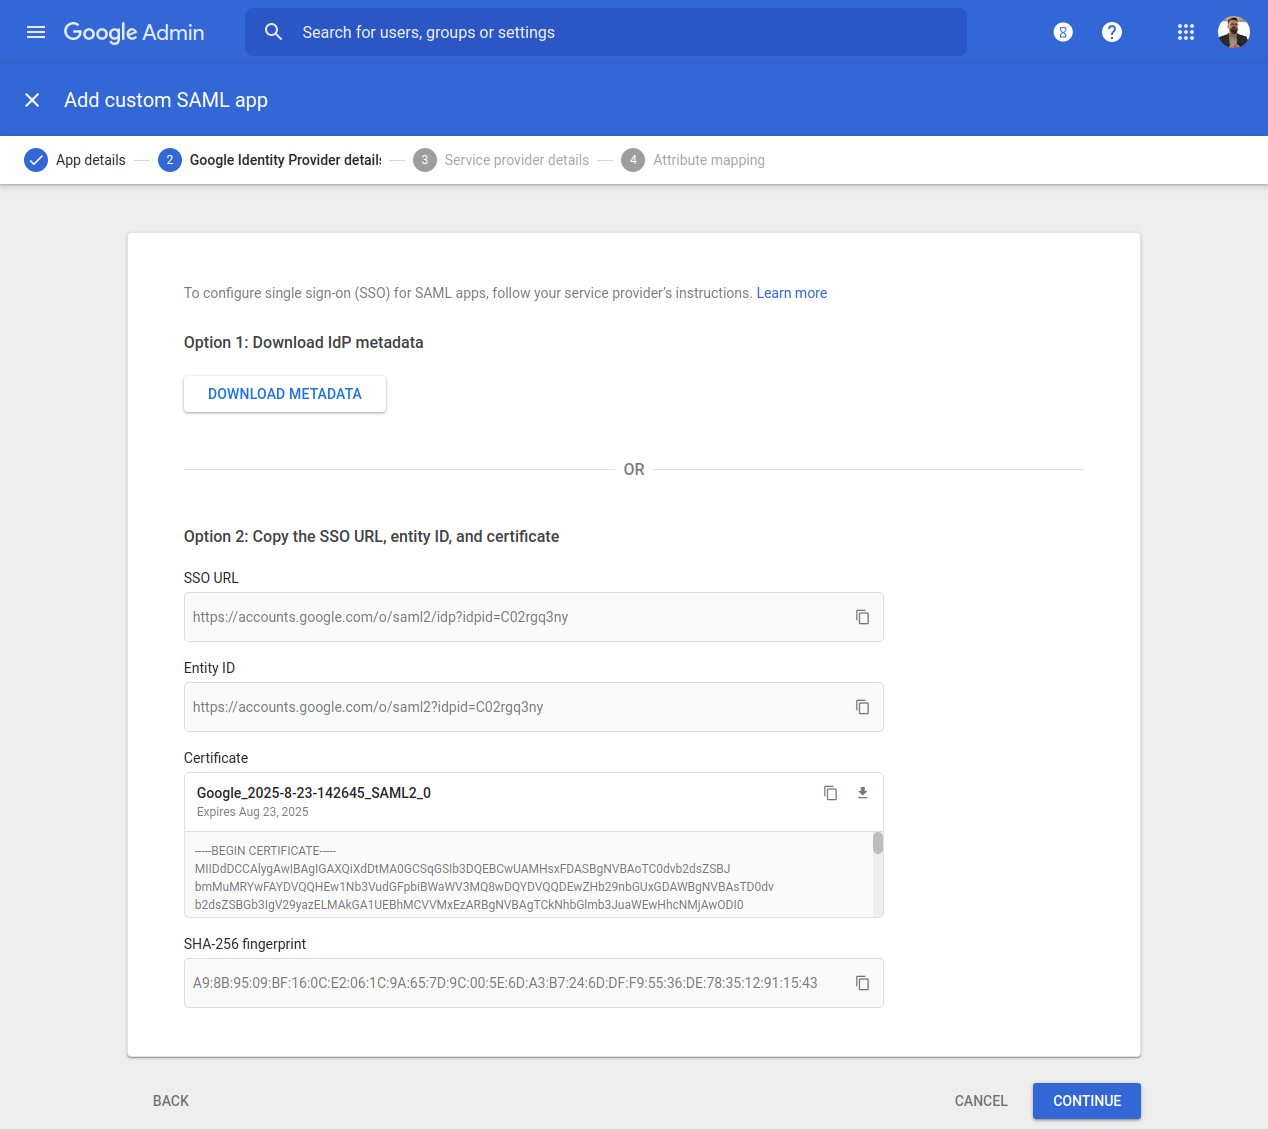 Google Admin
Search for users, groups or settings
Add custom SAML app
App details
2 Google Identity Provider details
3 Service provider details
4 Attribute mapping
To configure single sign-on (SSO) for SAML apps, follow your service provider’s instructions. Learn more
Option 1: Download IdP metadata
DOWNLOAD METADATA
OR
Option 2: Copy the SSO URL, entity ID, and certificate
SSO URL
https://accounts.google.com/o/saml2/idp?idpid=C02rgq3ny
Entity ID
https://accounts.google.com/o/saml2?idpid=C02rgq3ny
Certificate
Google_2025-8-23-142645_SAML2_0
Expires Aug 23, 2025
-----BEGIN CERTIFICATE-----
MIIDdDCCAlygAwIBAgIGAXQiXdDtMA0GCSqGSIb3DQEBCwUAMHsxFDASBgNVBAoTC0dvb2dsZSBJ
bmMuMRYwFAYDVQQHEw1Nb3VudGFpbiBWaWV3MQ8wDQYDVQQDEwZHb29nbGUxGDAWBgNVBAsTD0dv
b2dsZSBGb3IgV29yazELMAkGA1UEBhMCVVMxEzARBgNVBAgTCkNhbGlmb3JuaWEwHhcNMjAwODI0
SHA-256 fingerprint
A9:8B:95:09:BF:16:0C:E2:06:1C:9A:65:7D:9C:00:5E:6D:A3:B7:24:6D:DF:F9:55:36:DE:78:35:12:91:15:43
BACK
CANCEL
CONTINUE